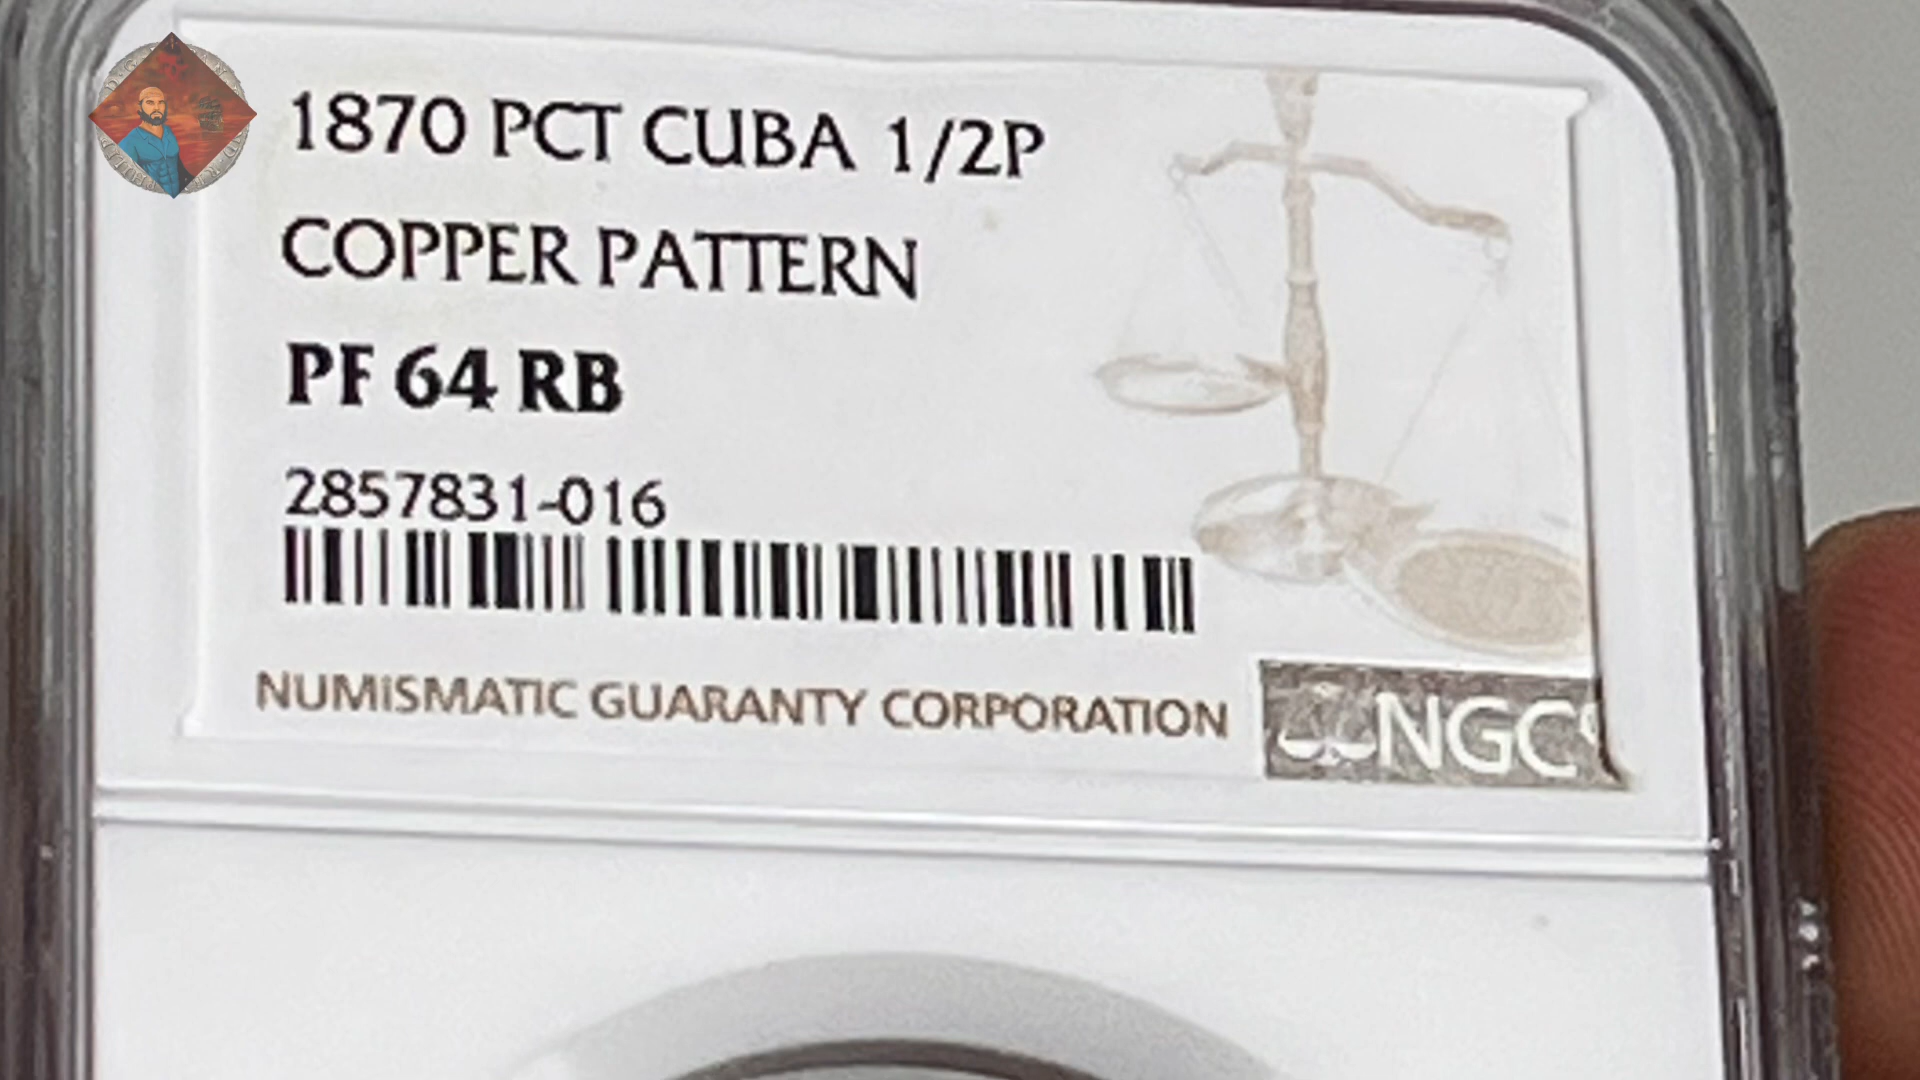 1870 PCT CUBA 1/2P
COPPER PATTERN
PF 64 RB
2857831-016
NUMISMATIC GUARANTY CORPORATION
NGC